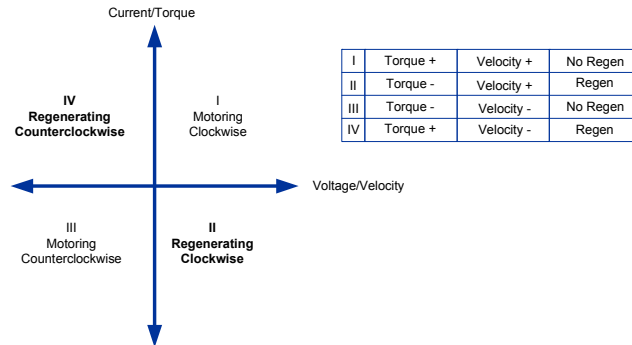 Current/Torque
IV
Regenerating
Counterclockwise
I
Motoring
Clockwise
Voltage/Velocity
III
Motoring
Counterclockwise
II
Regenerating
Clockwise
I Torque + Velocity + No Regen
II Torque - Velocity + Regen
III Torque - Velocity - No Regen
IV Torque + Velocity - Regen